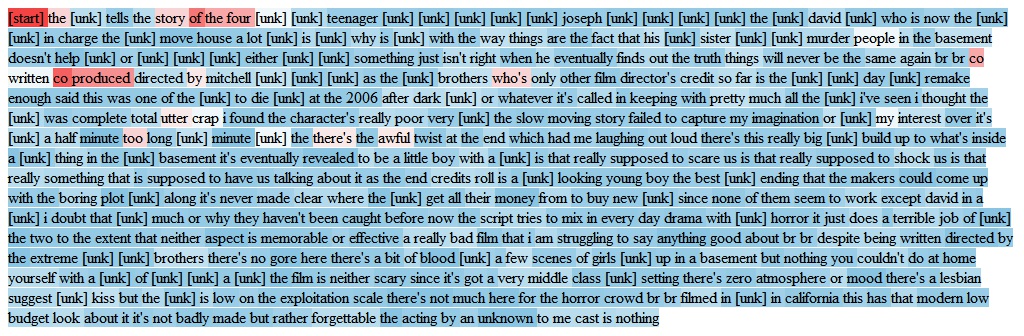 [start] the [unk] tells the story of the four [unk] [unk] teenager [unk] [unk] [unk] [unk] [unk] joseph [unk] [unk] [unk] [unk] the [unk] david [unk] who is now the [unk]
[unk] in charge the [unk] move house a lot [unk] is [unk] why is [unk] with the way things are the fact that his [unk] sister [unk] [unk] murder people in the basement
doesn't help [unk] or [unk] [unk] [unk] either [unk] [unk] something just isn't right when he eventually finds out the truth things will never be the same again br br co
written co produced directed by mitchell [unk] [unk] [unk] as the [unk] brothers who's only other film director's credit so far is the [unk] [unk] day [unk] remake
enough said this was one of the [unk] to die [unk] at the 2006 after dark [unk] or whatever it's called in keeping with pretty much all the [unk] i've seen i thought the
[unk] was complete total utter crap i found the character's really poor very [unk] the slow moving story failed to capture my imagination or [unk] my interest over it's
[unk] a half minute too long [unk] minute [unk] the there's the awful twist at the end which had me laughing out loud there's this really big [unk] build up to what's inside
a [unk] thing in the [unk] basement it's eventually revealed to be a little boy with a [unk] is that really supposed to scare us is that really supposed to shock us is that
really something that is supposed to have us talking about it as the end credits roll is a [unk] looking young boy the best [unk] ending that the makers could come up
with the boring plot [unk] along it's never made clear where the [unk] get all their money from to buy new [unk] since none of them seem to work except david in a
[unk] i doubt that [unk] much or why they haven't been caught before now the script tries to mix in every day drama with [unk] horror it just does a terrible job of [unk]
the two to the extent that neither aspect is memorable or effective a really bad film that i am struggling to say anything good about br br despite being written directed by
the extreme [unk] brothers there's no gore here there's a bit of blood [unk] a few scenes of girls [unk] up in a basement but nothing you couldn't do at home
yourself with a [unk] of [unk] [unk] a [unk] the film is neither scary since it's got a very middle class [unk] setting there's zero atmosphere or mood there's a lesbian
suggest [unk] kiss but the [unk] is low on the exploitation scale there's not much here for the horror crowd br br filmed in [unk] in california this has that modern low
budget look about it it's not badly made but rather forgettable the acting by an unknown to me cast is nothing